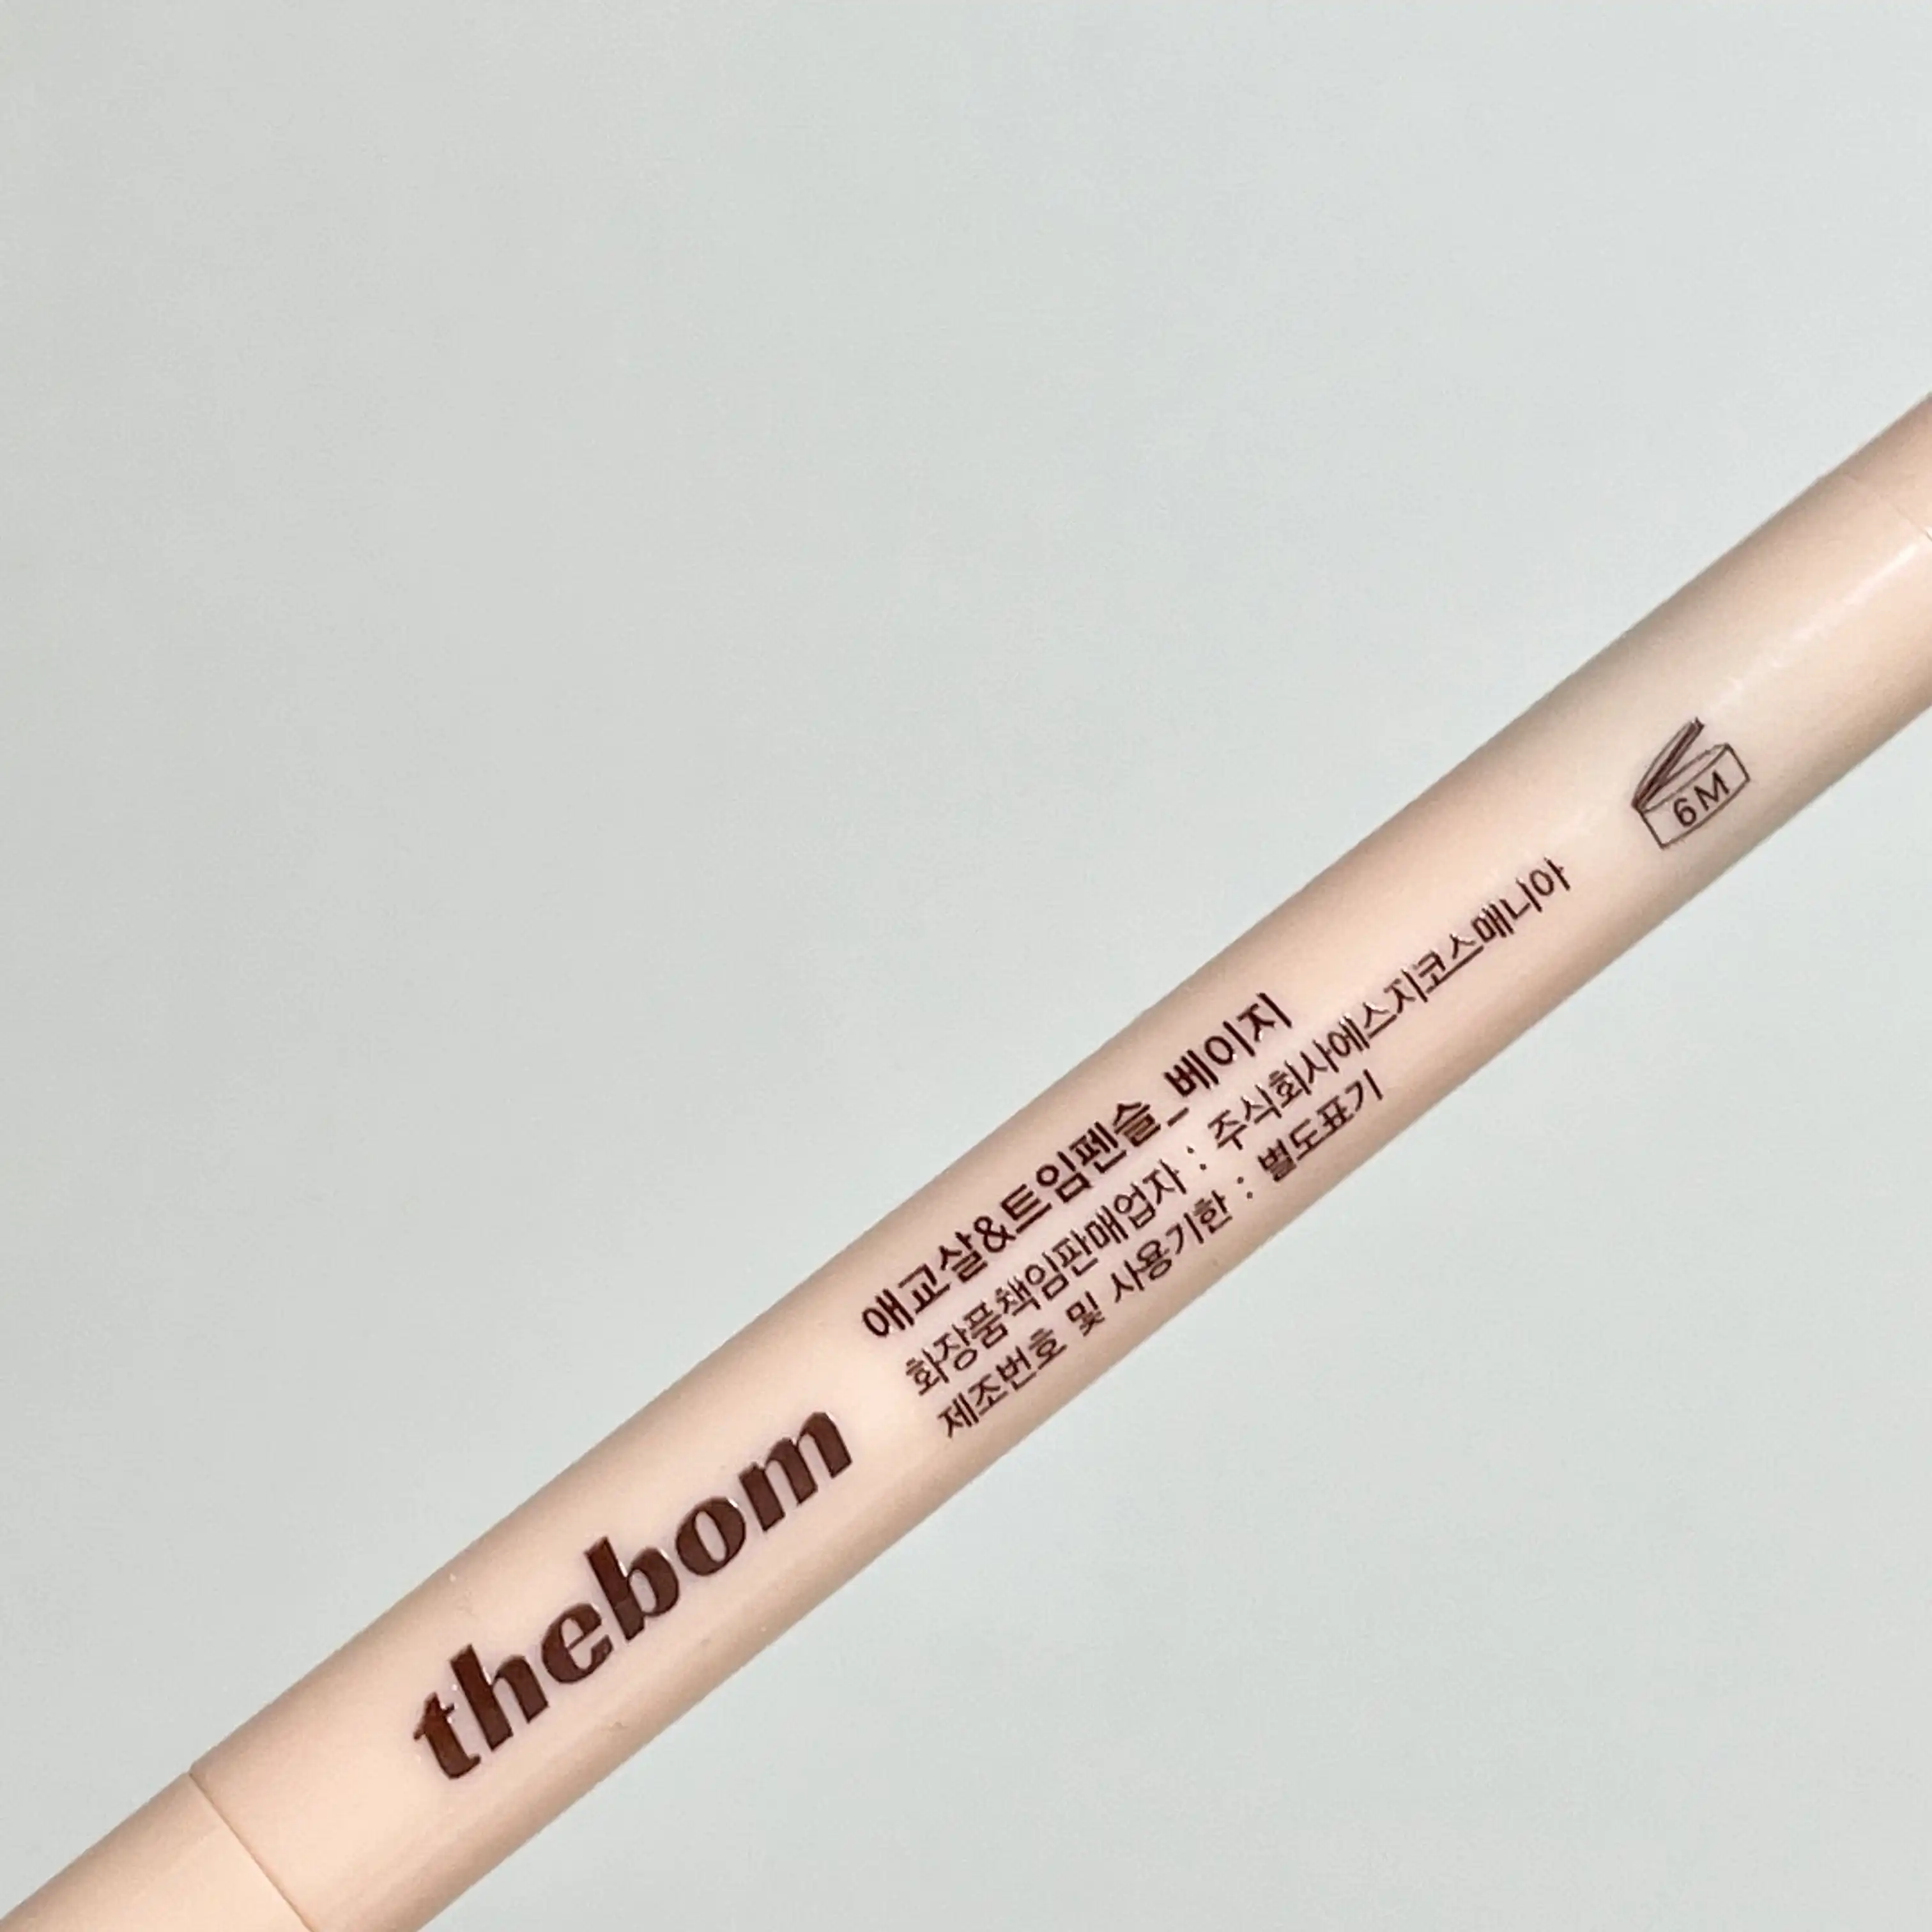 thebom
애교살&트임펜슬_베이지
화장품책임판매업자 : 주식회사에스지코스매니아
제조번호 및 사용기한 : 별도표기
6M